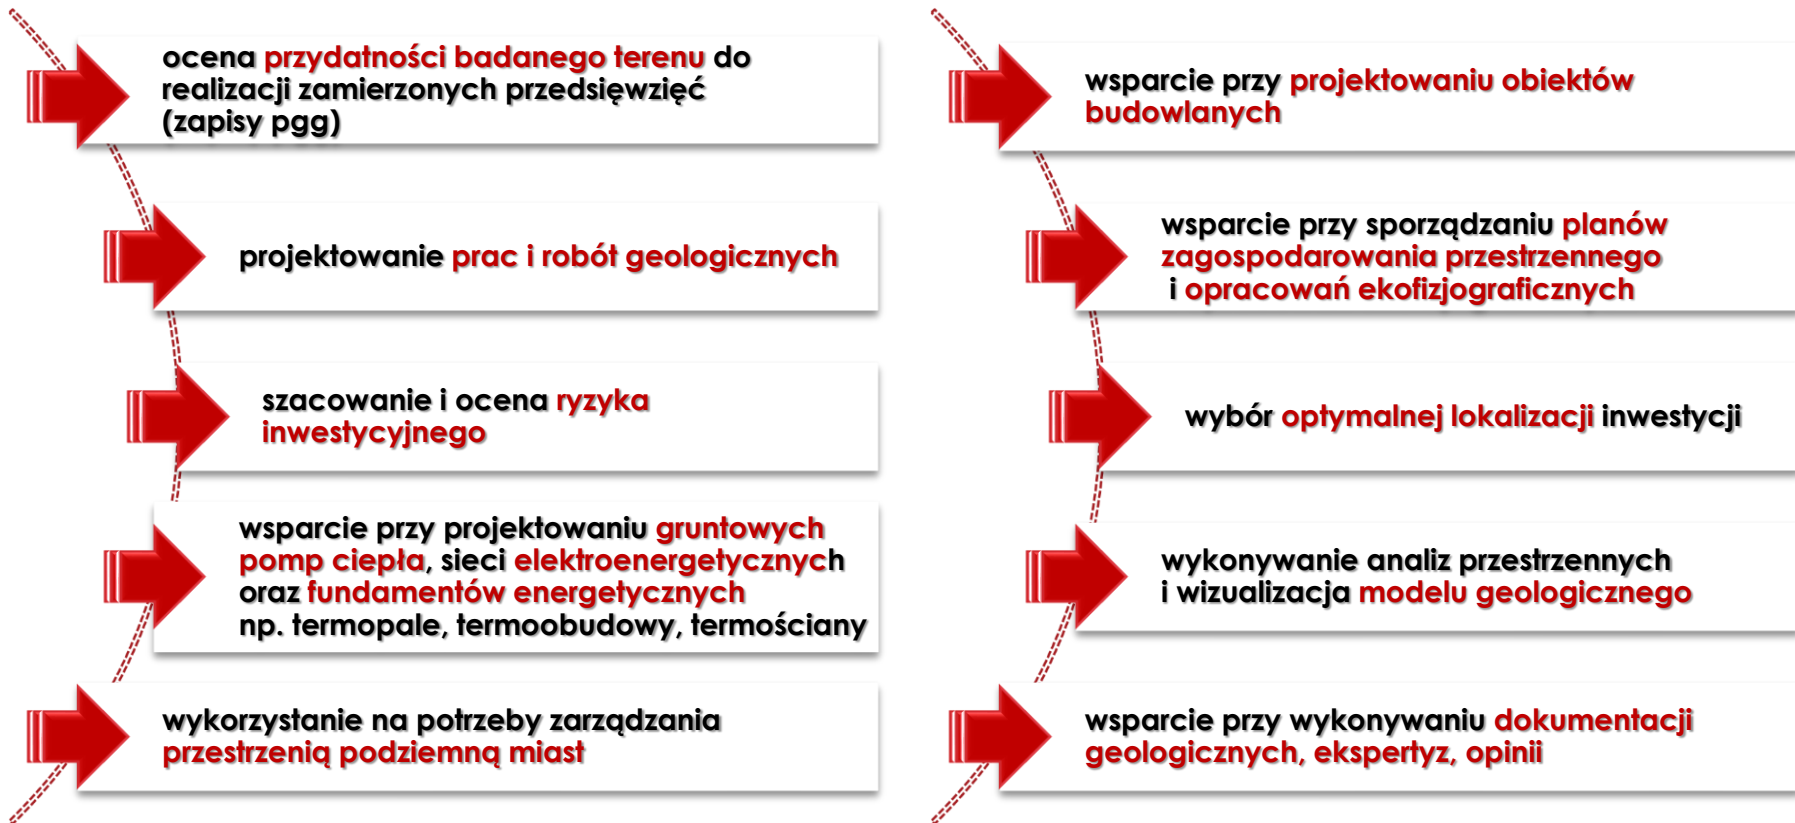 ocena przydatności badanego terenu do
realizacji zamierzonych przedsięwzięć
(zapisy pgg)
projektowanie prac i robót geologicznych
szacowanie i ocena ryzyka
inwestycyjnego
wsparcie przy projektowaniu gruntowych
pomp ciepła, sieci elektroenergetycznych
oraz fundamentów energetycznych
np. termopale, termoobudowy, termościany
wykorzystanie na potrzeby zarządzania
przestrzenią podziemną miast
wsparcie przy projektowaniu obiektów
budowlanych
wsparcie przy sporządzaniu planów
zagospodarowania przestrzennego
i opracowań ekofizjograficznych
wybór optymalnej lokalizacji inwestycji
wykonywanie analiz przestrzennych
i wizualizacja modelu geologicznego
wsparcie przy wykonywaniu dokumentacji
geologicznych, ekspertyz, opinii